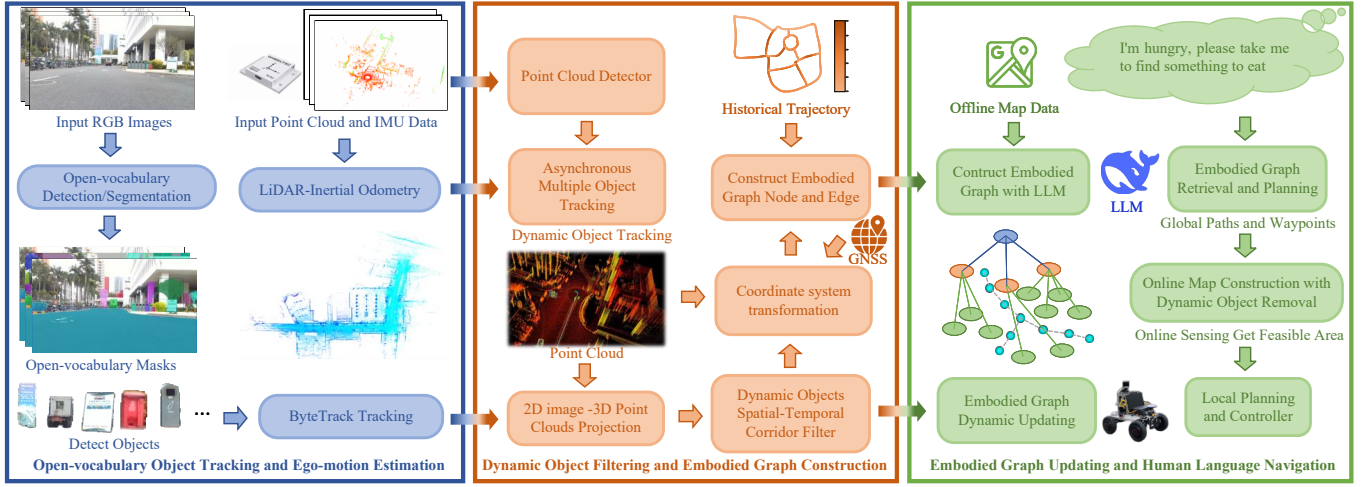 Input RGB Images
Input Point Cloud and IMU Data
Open-vocabulary
Detection/Segmentation
LiDAR-Inertial Odometry
Open-vocabulary Masks
...
Detect Objects
ByteTrack Tracking
Open-vocabulary Object Tracking and Ego-motion Estimation
Point Cloud Detector
Historical Trajectory
Asynchronous
Multiple Object
Tracking
Construct Embodied
Graph Node and Edge
Dynamic Object Tracking
GNSS
Coordinate system
transformation
Point Cloud
2D image -3D Point
Clouds Projection
Dynamic Objects
Spatial-Temporal
Corridor Filter
Dynamic Object Filtering and Embodied Graph Construction
G
I'm hungry, please take me
to find something to eat
Offline Map Data
Contruct Embodied
Graph with LLM
LLM
Embodied Graph
Retrieval and Planning
Global Paths and Waypoints
Online Map Construction with
Dynamic Object Removal
Online Sensing Get Feasible Area
Embodied Graph
Dynamic Updating
Local Planning
and Controller
Embodied Graph Updating and Human Language Navigation